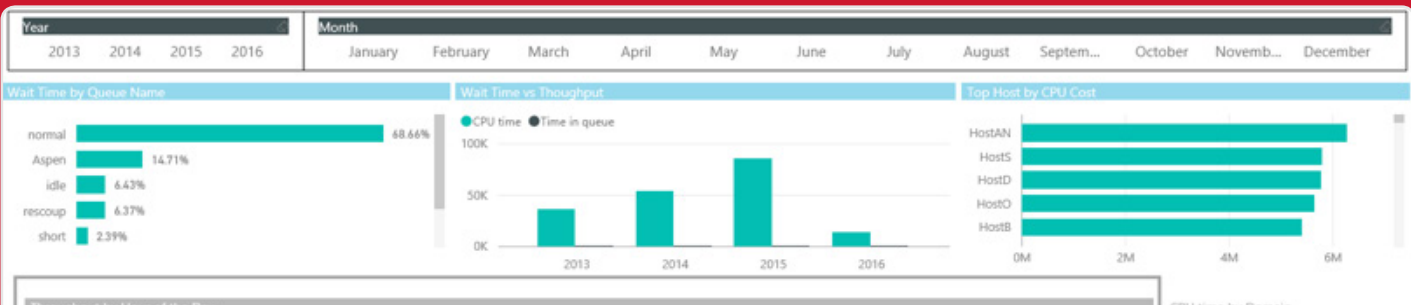 Year
2013 2014 2015 2016
Month
January February March April May June July August Septem... October Novemb... December
Wait Time by Queue Name
normal 68.66%
Aspen 14.71%
idle 6.43%
rescoup 6.37%
short 2.39%
Wait Time vs Thoughput
CPU time Time in queue
100K
50K
0K
2013 2014 2015 2016
Top Host by CPU Cost
HostAN
HostS
HostD
HostO
HostB
0M 2M 4M 6M